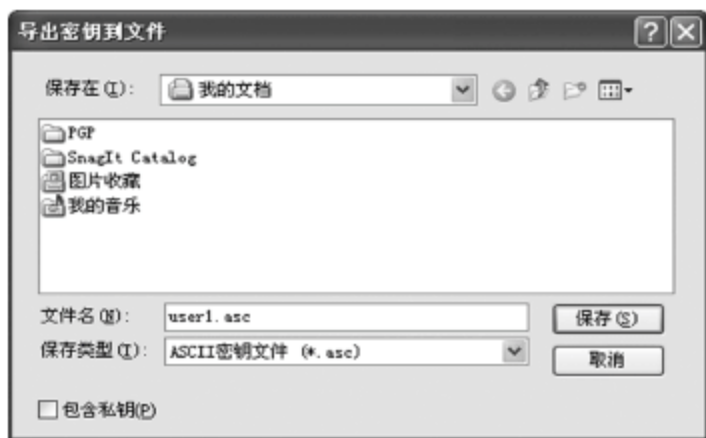 导出密钥到文件
保存在(I):
我的文档
PGP
SnagIt Catalog
图片收藏
我的音乐
文件名(N):
user1.asc
保存(S)
保存类型(T):
ASCII密钥文件 (*.asc)
取消
包含私钥(P)